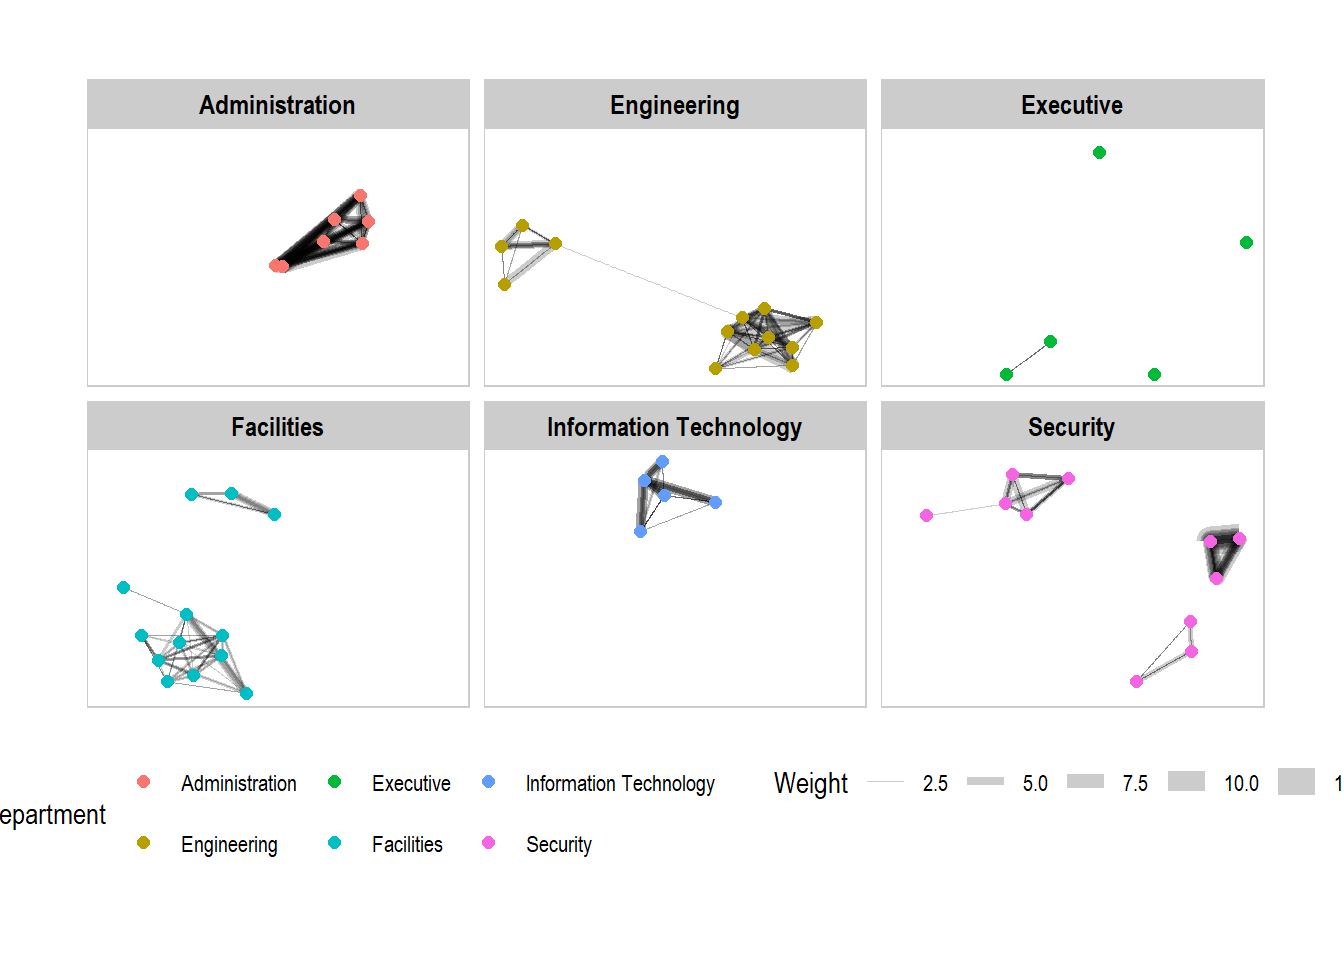 Administration Engineering Executive
Facilities Information Technology Security
Administration Executive Information Technology Weight 2.5 5.0 7.5 10.0 1
epartment
Engineering Facilities Security